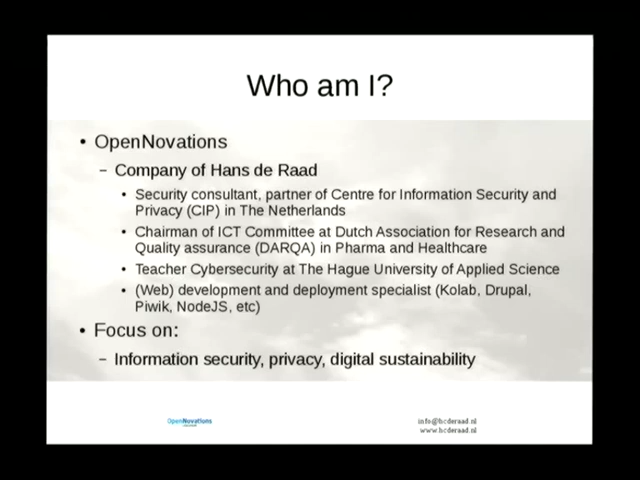 Who am I?
• OpenNovations
– Company of Hans de Raad
• Security consultant, partner of Centre for Information Security and
Privacy (CIP) in The Netherlands
• Chairman of ICT Committee at Dutch Association for Research and
Quality assurance (DARQA) in Pharma and Healthcare
• Teacher Cybersecurity at The Hague University of Applied Science
• (Web) development and deployment specialist (Kolab, Drupal,
Piwik, NodeJS, etc)
• Focus on:
– Information security, privacy, digital sustainability
OpenNovations
info@hcderaad.nl
www.hcderaad.nl